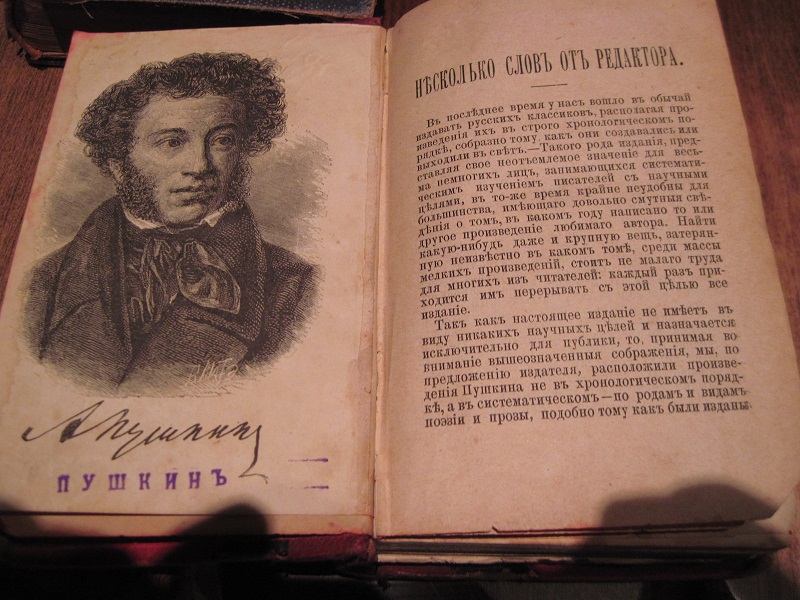 А Пушкинъ
ПУШКИНЪ
НѢСКОЛЬКО СЛОВЪ ОТЪ РЕДАКТОРА.
Въ послѣднее время у насъ вошло въ обычай
издавать русскихъ классиковъ, располагая про-
изведенія ихъ въ строго хронологическомъ по-
рядкѣ, собразно тому, какъ они создавались или
выходили въ свѣтъ.—Такого рода изданія, пред-
ставляя свое неотъемлемое значеніе для весь-
ма немногихъ лицъ, занимающихся системати-
ческимъ изученіемъ писателей съ научными
цѣлями, въ то-же время крайне неудобны для
большинства, имѣющаго довольно смутныя свѣ-
дѣнія о томъ, въ какомъ году написано то или
другое произведеніе любимаго автора. Найти
какую-нибудь даже и крупную вещь, затерян-
ную неизвѣстно въ какомъ томѣ, среди массы
мелкихъ произведеній, стоитъ не малаго труда
для многихъ изъ читателей: каждый разъ при-
ходится имъ перерывать съ этой цѣлью все
изданіе.
Такъ какъ настоящее изданіе не имѣетъ въ
виду никакихъ научныхъ цѣлей и назначается
исключительно для публики, то, принимая во
вниманіе вышеозначенныя сображенія, мы, по
предложенію издателя, расположили произве-
денія Пушкина не въ хронологическомъ поряд-
кѣ, а въ систематическомъ—по родамъ и видамъ
поэзіи и прозы, подобно тому какъ были изданы